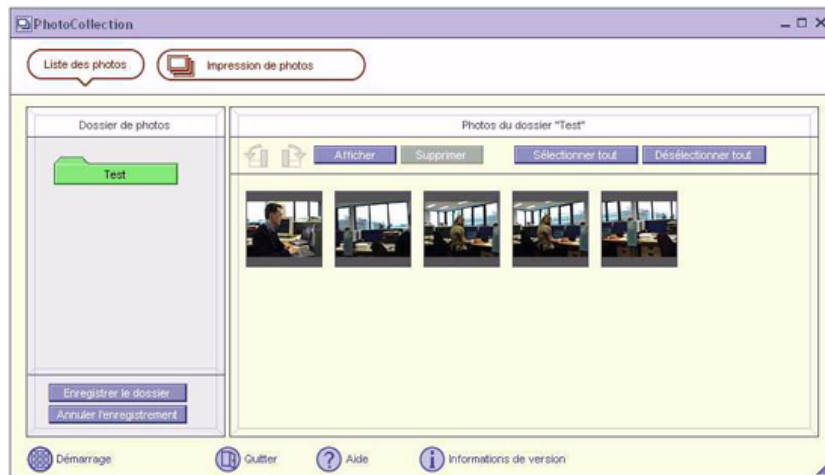 PhotoCollection
Liste des photos
Impression de photos
Dossier de photos
Photos du dossier "Test"
Afficher
Supprimer
Sélectionner tout
Désélectionner tout
Test
Enregistrer le dossier
Annuler l'enregistrement
Démarrage
Quitter
Aide
Informations de version